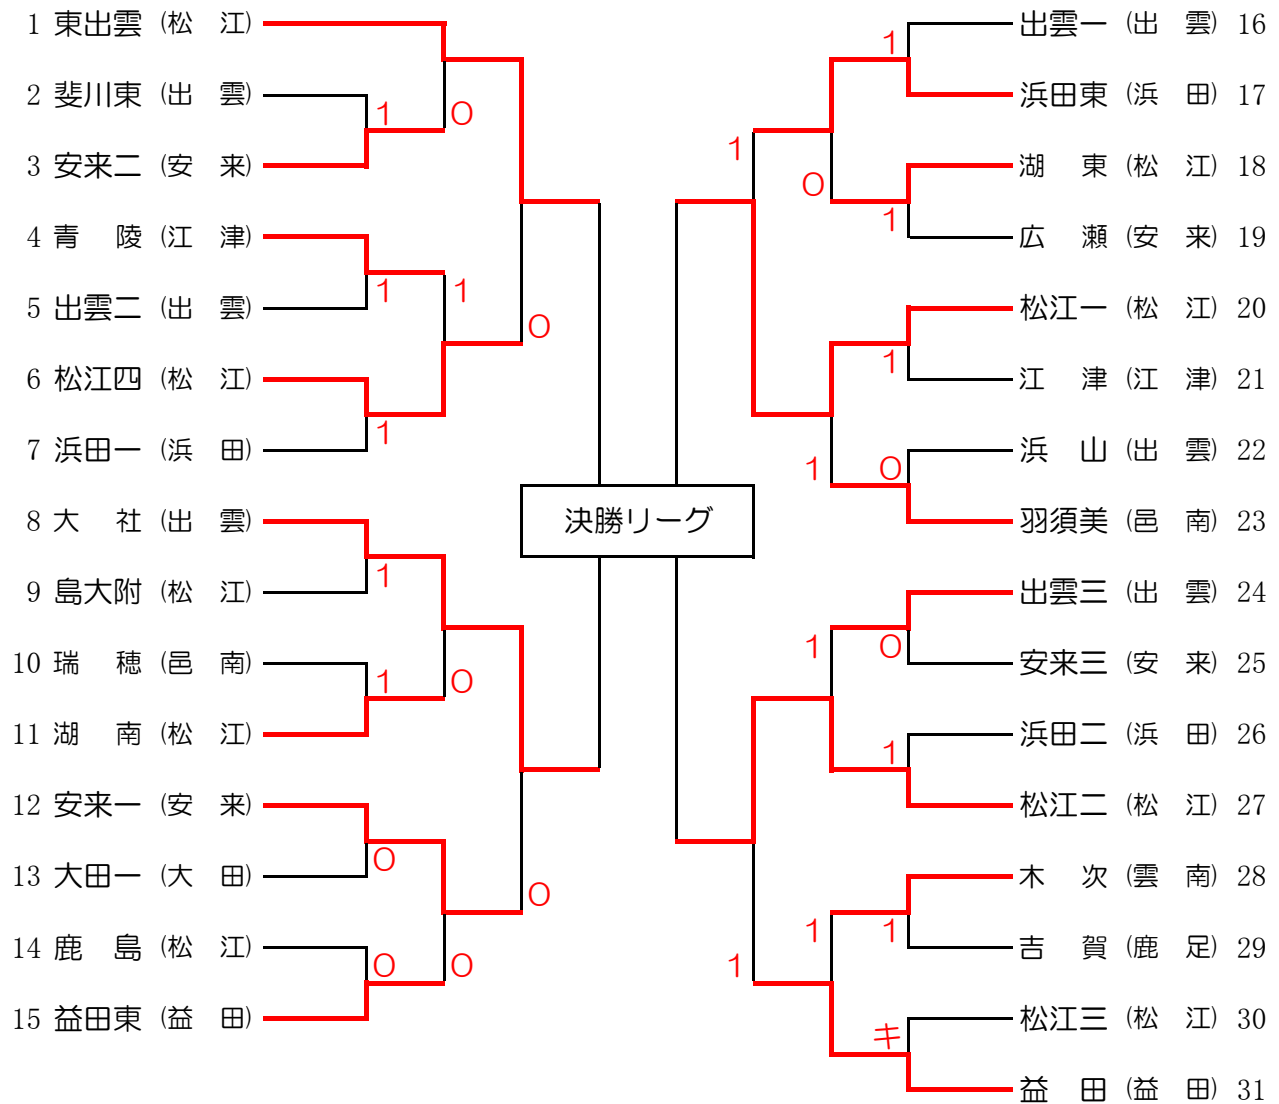 1 東出雲 (松 江)
2 斐川東 (出 雲)
1
0
3 安来二 (安 来)
4 青 陵 (江 津)
1
1
5 出雲二 (出 雲)
0
6 松江四 (松 江)
1
7 浜田一 (浜 田)
8 大 社 (出 雲)
1
9 島大附 (松 江)
10 瑞 穂 (邑 南)
1
0
11 湖 南 (松 江)
12 安来一 (安 来)
0
13 大田一 (大 田)
0
14 鹿 島 (松 江)
0
0
15 益田東 (益 田)
決勝リーグ
出雲一 (出 雲) 16
1
浜田東 (浜 田) 17
1
湖 東 (松 江) 18
0
1
広 瀬 (安 来) 19
松江一 (松 江) 20
1
江 津 (江 津) 21
浜 山 (出 雲) 22
1
0
羽須美 (邑 南) 23
出雲三 (出 雲) 24
1
0
安来三 (安 来) 25
浜田二 (浜 田) 26
1
松江二 (松 江) 27
木 次 (雲 南) 28
1
1
吉 賀 (鹿 足) 29
1
松江三 (松 江) 30
キ
益 田 (益 田) 31